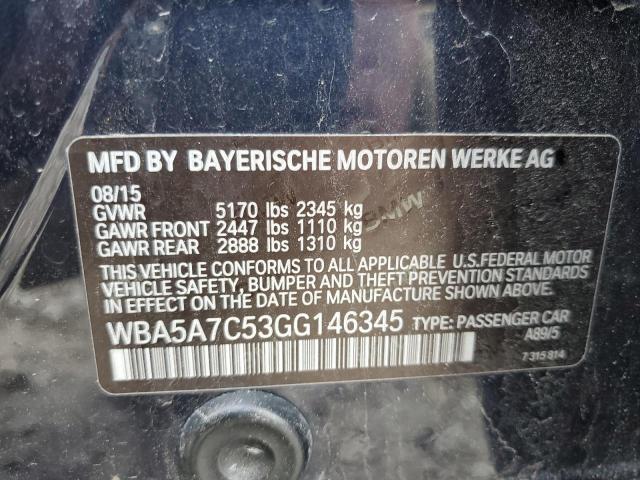 MFD BY BAYERISCHE MOTOREN WERKE AG
08/15
GVWR 5170 lbs 2345 kg
GAWR FRONT 2447 lbs 1110 kg
GAWR REAR 2888 lbs 1310 kg
BMW
THIS VEHICLE CONFORMS TO ALL APPLICABLE U.S.FEDERAL MOTOR
VEHICLE SAFETY, BUMPER AND THEFT PREVENTION STANDARDS
IN EFFECT ON THE DATE OF MANUFACTURE SHOWN ABOVE.
WBA5A7C53GG146345 TYPE: PASSENGER CAR
A89/5
7 315 814